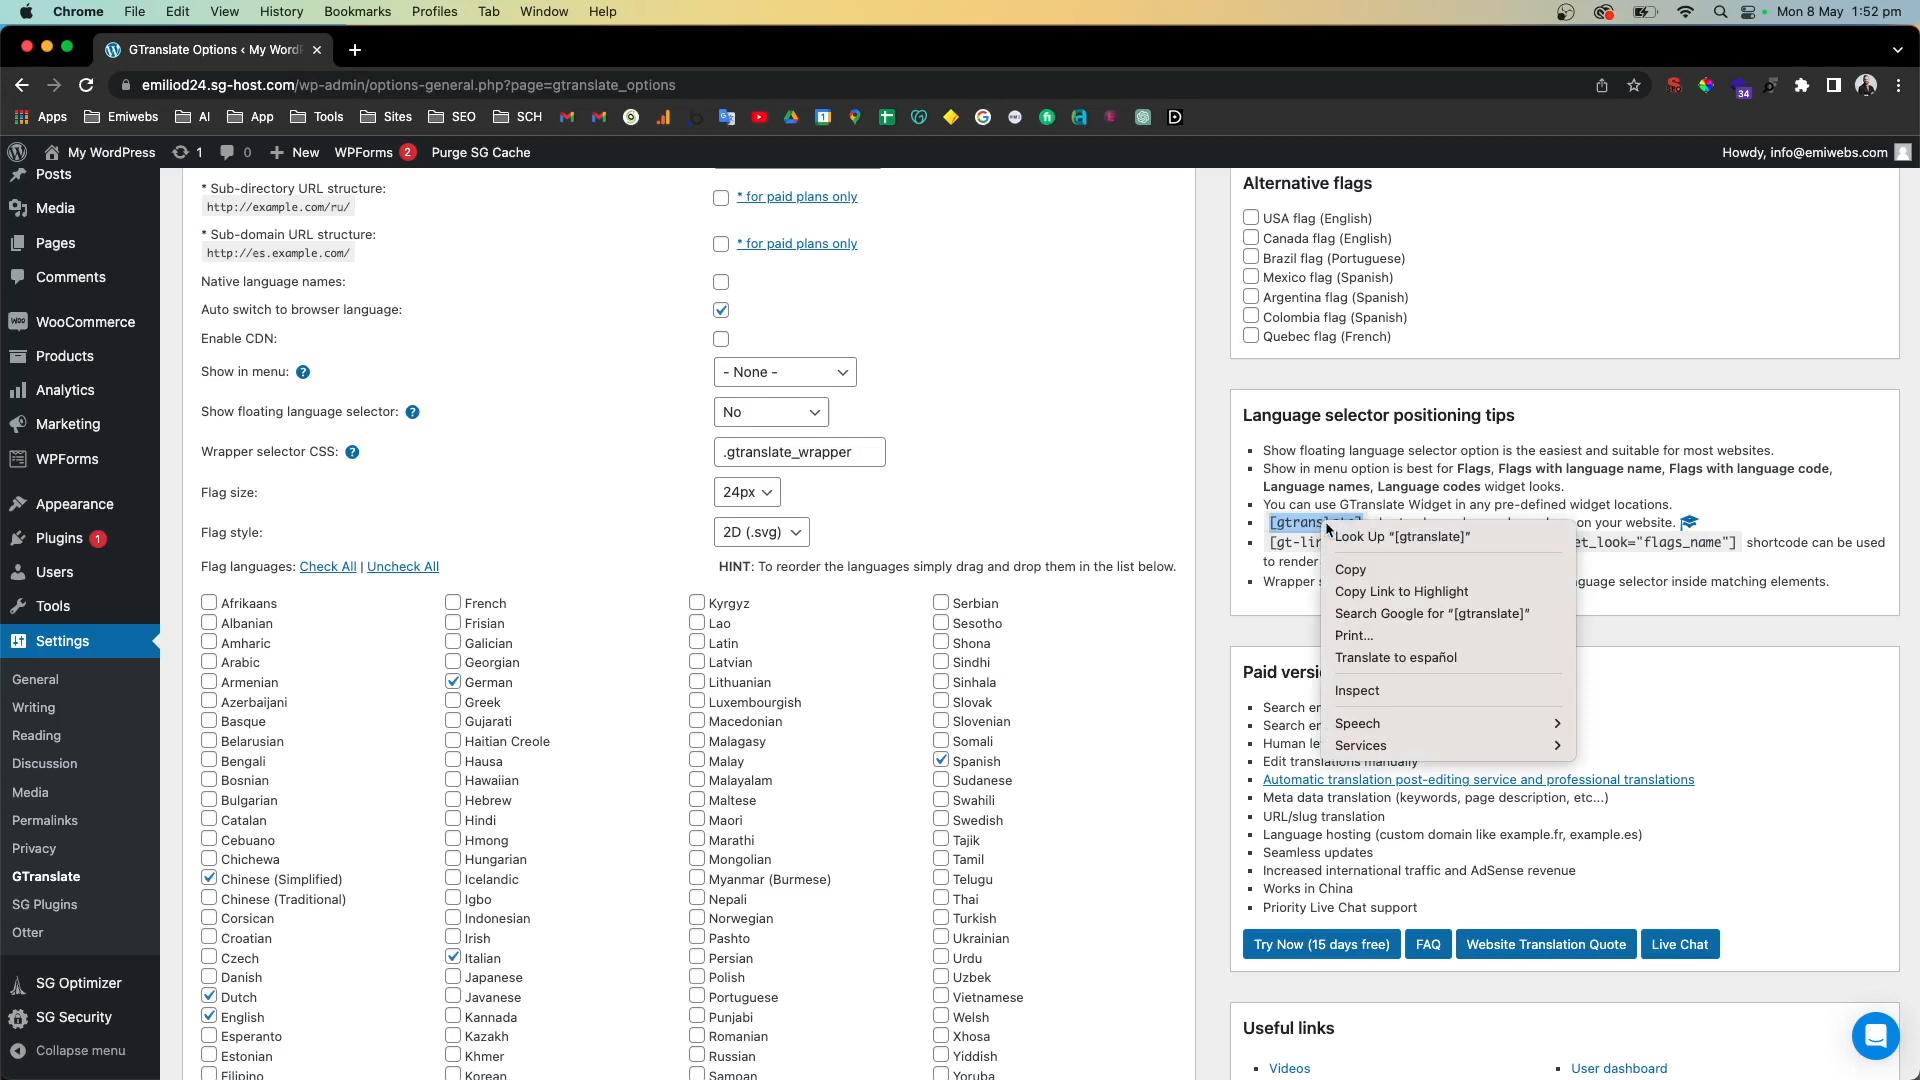 Chrome File Edit View History Bookmarks Profiles Tab Window Help Mon 8 May 1:52 pm
GTranslate Options ‹ My Word
emiliod24.sg-host.com/wp-admin/options-general.php?page=gtranslate_options
34
Apps Emiwebs AI App Tools Sites SEO SCH
My WordPress 1 0 New WPForms 2 Purge SG Cache Howdy, info@emiwebs.com
Posts
Media
Pages
Comments
WooCommerce
Products
Analytics
Marketing
WPForms
Appearance
Plugins 1
Users
Tools
Settings
General
Writing
Reading
Discussion
Media
Permalinks
Privacy
GTranslate
SG Plugins
Otter
SG Optimizer
SG Security
Collapse menu
* Sub-directory URL structure:
http://example.com/ru/
* for paid plans only
* Sub-domain URL structure:
http://es.example.com/
* for paid plans only
Native language names:
Auto switch to browser language:
Enable CDN:
Show in menu: ? - None -
Show floating language selector: ? No
Wrapper selector CSS: ? .gtranslate_wrapper
Flag size: 24px
Flag style: 2D (.svg)
Flag languages: Check All | Uncheck All HINT: To reorder the languages simply drag and drop them in the list below.
Afrikaans
Albanian
Amharic
Arabic
Armenian
Azerbaijani
Basque
Belarusian
Bengali
Bosnian
Bulgarian
Catalan
Cebuano
Chichewa
Chinese (Simplified)
Chinese (Traditional)
Corsican
Croatian
Czech
Danish
Dutch
English
Esperanto
Estonian
Filipino
French
Frisian
Galician
Georgian
German
Greek
Gujarati
Haitian Creole
Hausa
Hawaiian
Hebrew
Hindi
Hmong
Hungarian
Icelandic
Igbo
Indonesian
Irish
Italian
Japanese
Javanese
Kannada
Kazakh
Khmer
Korean
Kyrgyz
Lao
Latin
Latvian
Lithuanian
Luxembourgish
Macedonian
Malagasy
Malay
Malayalam
Maltese
Maori
Marathi
Mongolian
Myanmar (Burmese)
Nepali
Norwegian
Pashto
Persian
Polish
Portuguese
Punjabi
Romanian
Russian
Samoan
Serbian
Sesotho
Shona
Sindhi
Sinhala
Slovak
Slovenian
Somali
Spanish
Sudanese
Swahili
Swedish
Tajik
Tamil
Telugu
Thai
Turkish
Ukrainian
Urdu
Uzbek
Vietnamese
Welsh
Xhosa
Yiddish
Yoruba
Alternative flags
USA flag (English)
Canada flag (English)
Brazil flag (Portuguese)
Mexico flag (Spanish)
Argentina flag (Spanish)
Colombia flag (Spanish)
Quebec flag (French)
Language selector positioning tips
Show floating language selector option is the easiest and suitable for most websites.
Show in menu option is best for Flags, Flags with language name, Flags with language code,
Language names, Language codes widget looks.
You can use GTranslate Widget in any pre-defined widget locations.
[gtranslate] on your website.
[gt-lin et_look="flags_name"] shortcode can be used
to render
Wrapper s guage selector inside matching elements.
Look Up “[gtranslate]”
Copy
Copy Link to Highlight
Search Google for “[gtranslate]”
Print...
Translate to español
Inspect
Speech
Services
Paid versi
Search en
Search en
Human le
Edit translations manually
Automatic translation post-editing service and professional translations
Meta data translation (keywords, page description, etc...)
URL/slug translation
Language hosting (custom domain like example.fr, example.es)
Seamless updates
Increased international traffic and AdSense revenue
Works in China
Priority Live Chat support
Try Now (15 days free) FAQ Website Translation Quote Live Chat
Useful links
Videos User dashboard